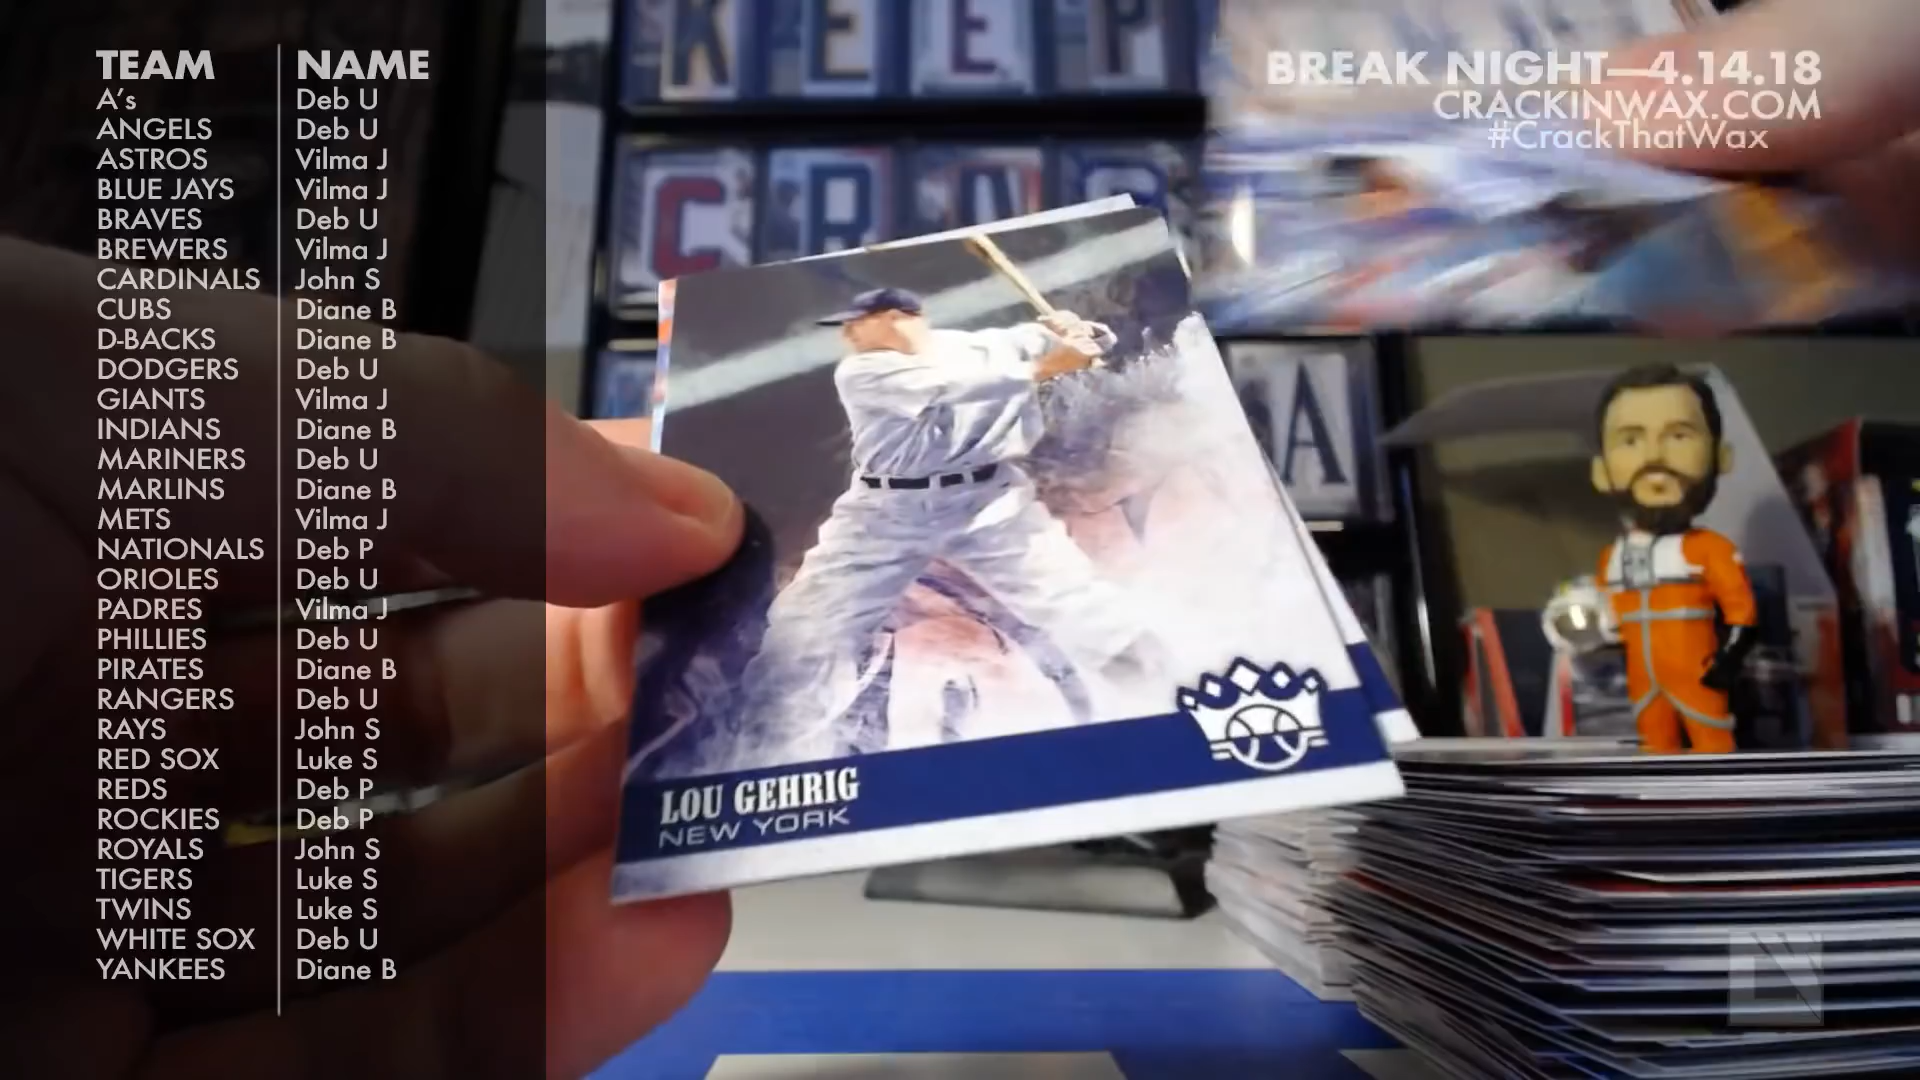 TEAM NAME
A's Deb U
ANGELS Deb U
ASTROS Vilma J
BLUE JAYS Vilma J
BRAVES Deb U
BREWERS Vilma J
CARDINALS John S
CUBS Diane B
D-BACKS Diane B
DODGERS Deb U
GIANTS Vilma J
INDIANS Diane B
MARINERS Deb U
MARLINS Diane B
METS Vilma J
NATIONALS Deb P
ORIOLES Deb U
PADRES Vilma J
PHILLIES Deb U
PIRATES Diane B
RANGERS Deb U
RAYS John S
RED SOX Luke S
REDS Deb P
ROCKIES Deb P
ROYALS John S
TIGERS Luke S
TWINS Luke S
WHITE SOX Deb U
YANKEES Diane B
BREAK NIGHT—4.14.18
CRACKINWAX.COM
#CrackThatWax
KEEP
A
LOU GEHRIG
NEW YORK